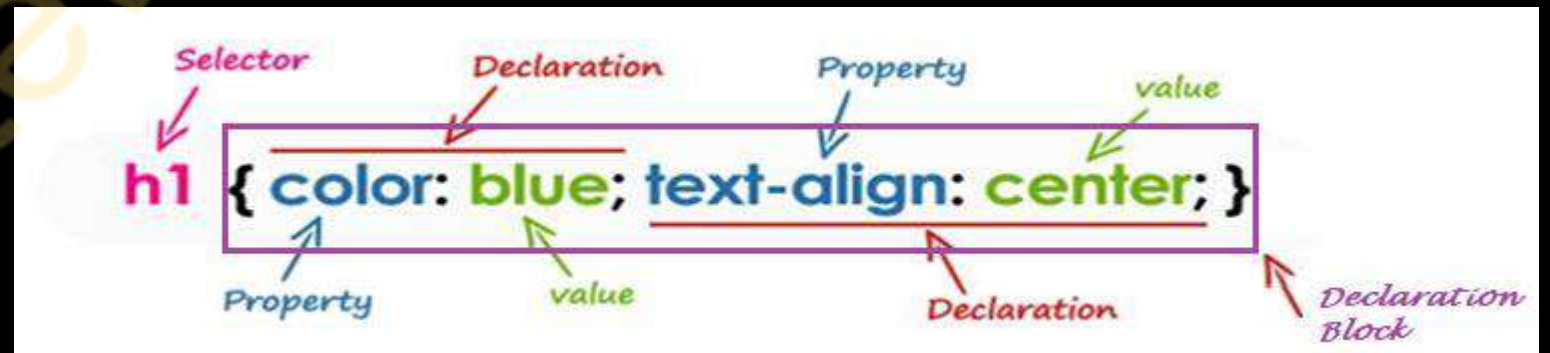 Selector Declaration Property value
h1 { color: blue; text-align: center; }
Property value Declaration Declaration
Block